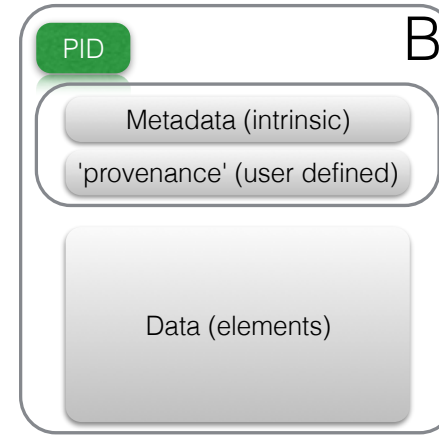 PID
B
Metadata (intrinsic)
'provenance' (user defined)
Data (elements)